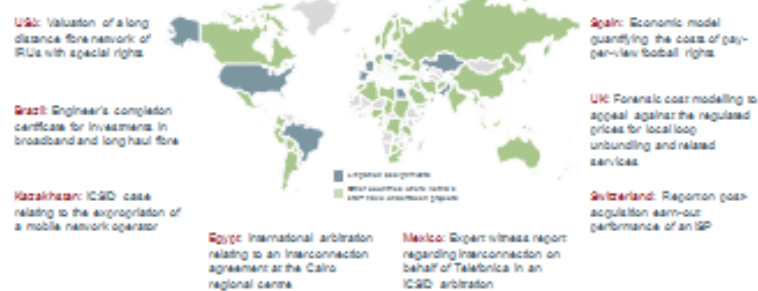 USA: Valuation of a long
distance fibre network of
IRUs with special rights
Brazil: Engineer's completion
certificate for investments in
broadband and long haul fibre
Kazakhstan: ICSID case
relating to the expropriation of
a mobile network operator
Egypt: International arbitration
relating to an interconnection
agreement at the Cairo
regional centre
Mexico: Expert witness report
regarding interconnection on
behalf of Telefonica in an
ICSID arbitration
Spain: Economic model
quantifying the costs of pay-
per-view football rights
UK: Forensic cost modelling to
appeal against the regulated
prices for local loop
unbundling and related
services
Switzerland: Report on post-
acquisition earn-out
performance of an ISP